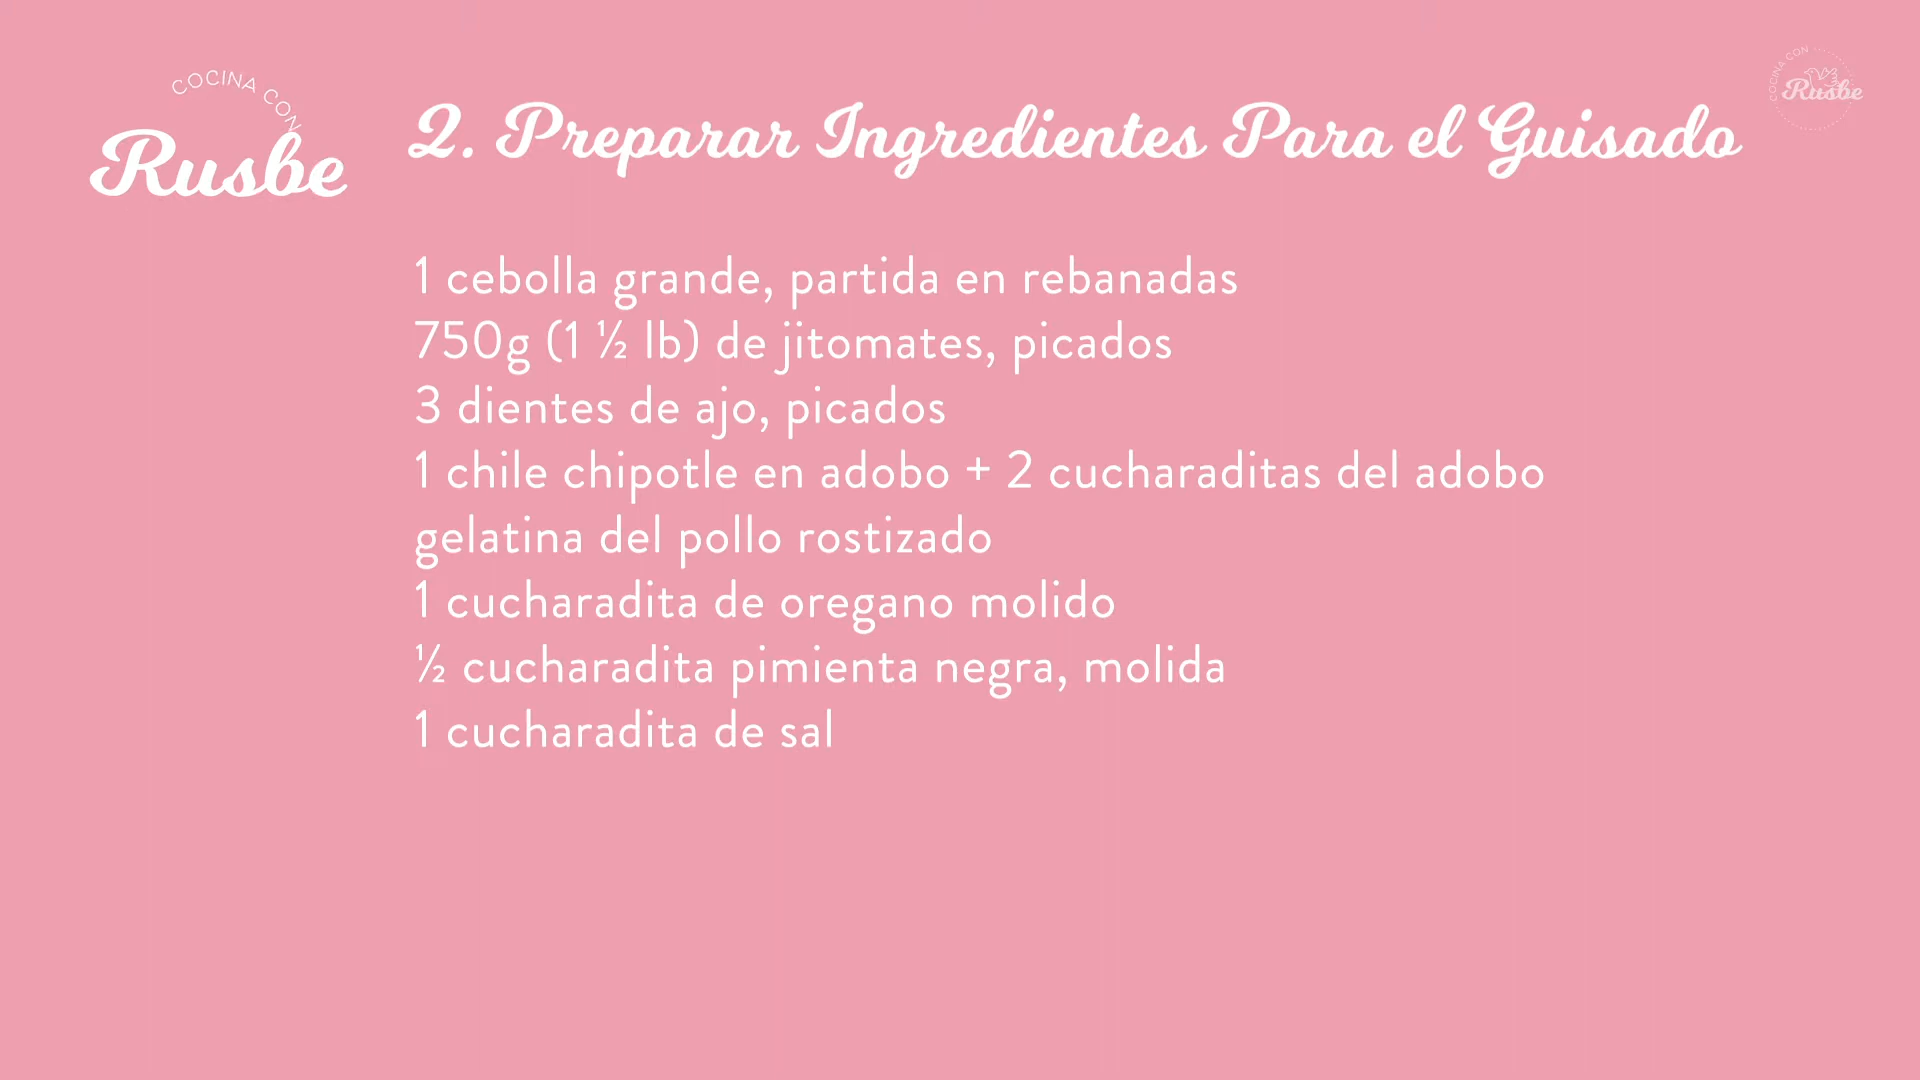 COCINA CON
Rusbe
2. Preparar Ingredientes Para el Guisado
COCINA CON
Rusbe
1 cebolla grande, partida en rebanadas
750g (1 ½ lb) de jitomates, picados
3 dientes de ajo, picados
1 chile chipotle en adobo + 2 cucharaditas del adobo
gelatina del pollo rostizado
1 cucharadita de oregano molido
½ cucharadita pimienta negra, molida
1 cucharadita de sal